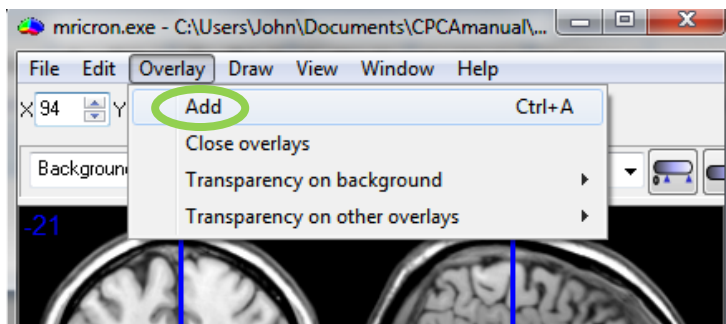 mricron.exe - C:\Users\John\Documents\CPCAmanual\...
File Edit Overlay Draw View Window Help
X 94 Y
Add Ctrl+A
Close overlays
Transparency on background
Transparency on other overlays
-21